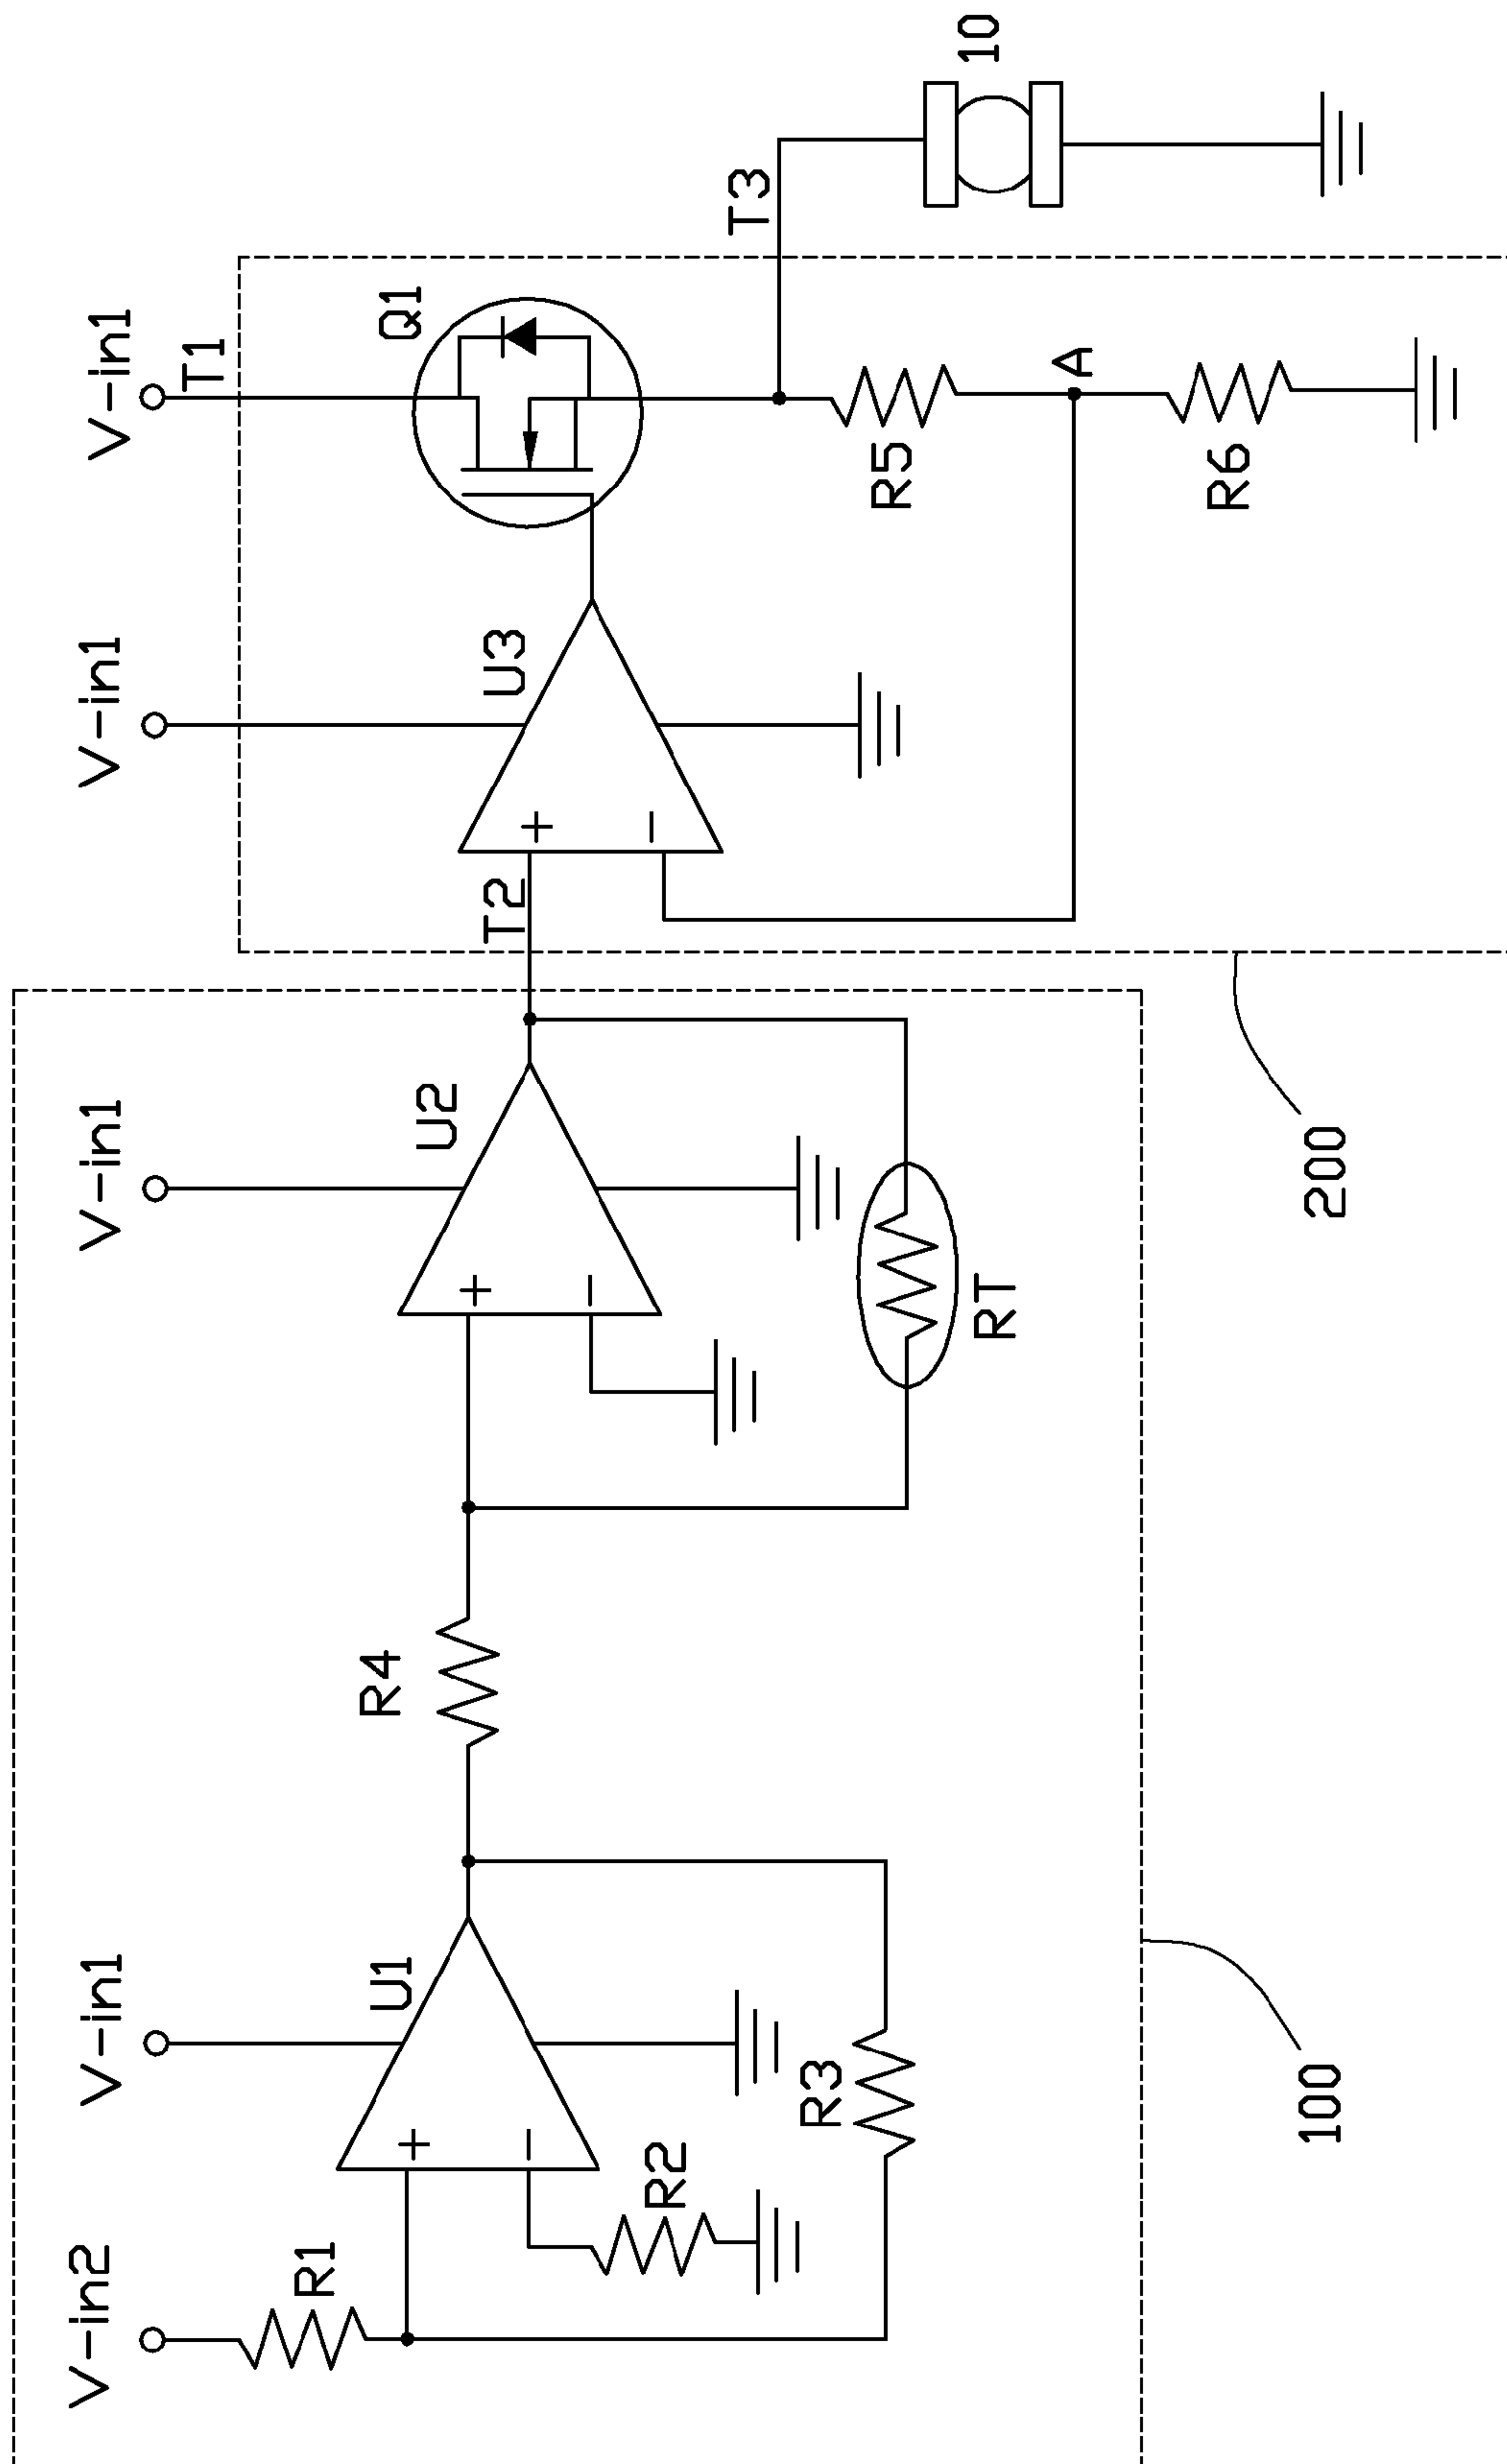 V-in2
R1
R2
+
−
V-in1
U1
R3
R4
+
−
V-in1
U2
RT
100
T2
+
−
V-in1
U3
V-in1
T1
Q1
T3
R5
A
R6
10
200